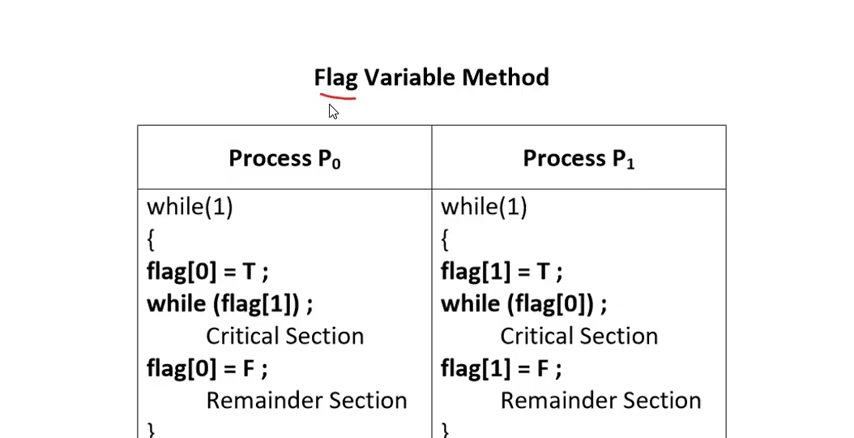 Flag Variable Method
Process P₀
Process P₁
while(1)
{
flag[0] = T ;
while (flag[1]) ;
Critical Section
flag[0] = F ;
Remainder Section
}
while(1)
{
flag[1] = T ;
while (flag[0]) ;
Critical Section
flag[1] = F ;
Remainder Section
}